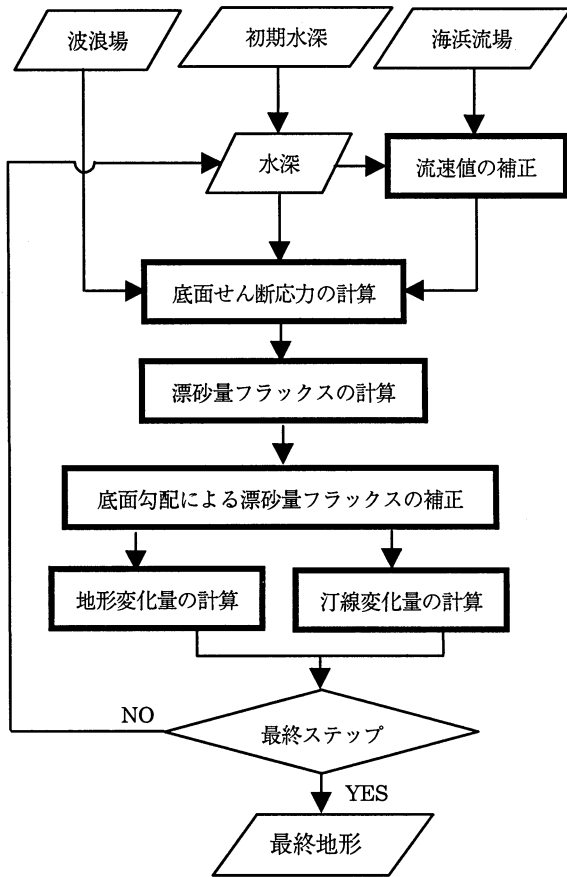 波浪場
初期水深
海浜流場
水深
流速値の補正
底面せん断応力の計算
漂砂量フラックスの計算
底面勾配による漂砂量フラックスの補正
地形変化量の計算
汀線変化量の計算
NO
最終ステップ
YES
最終地形